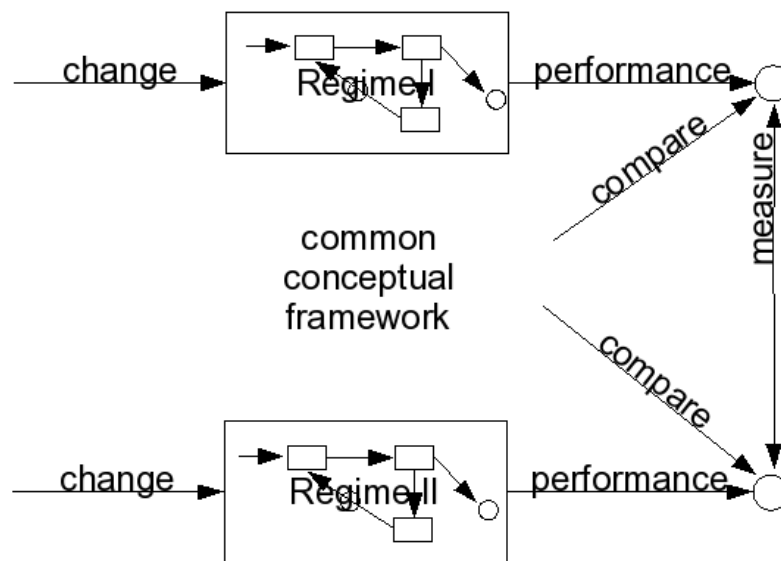 change
Regime I
performance
compare
measure
common
conceptual
framework
compare
change
Regime II
performance